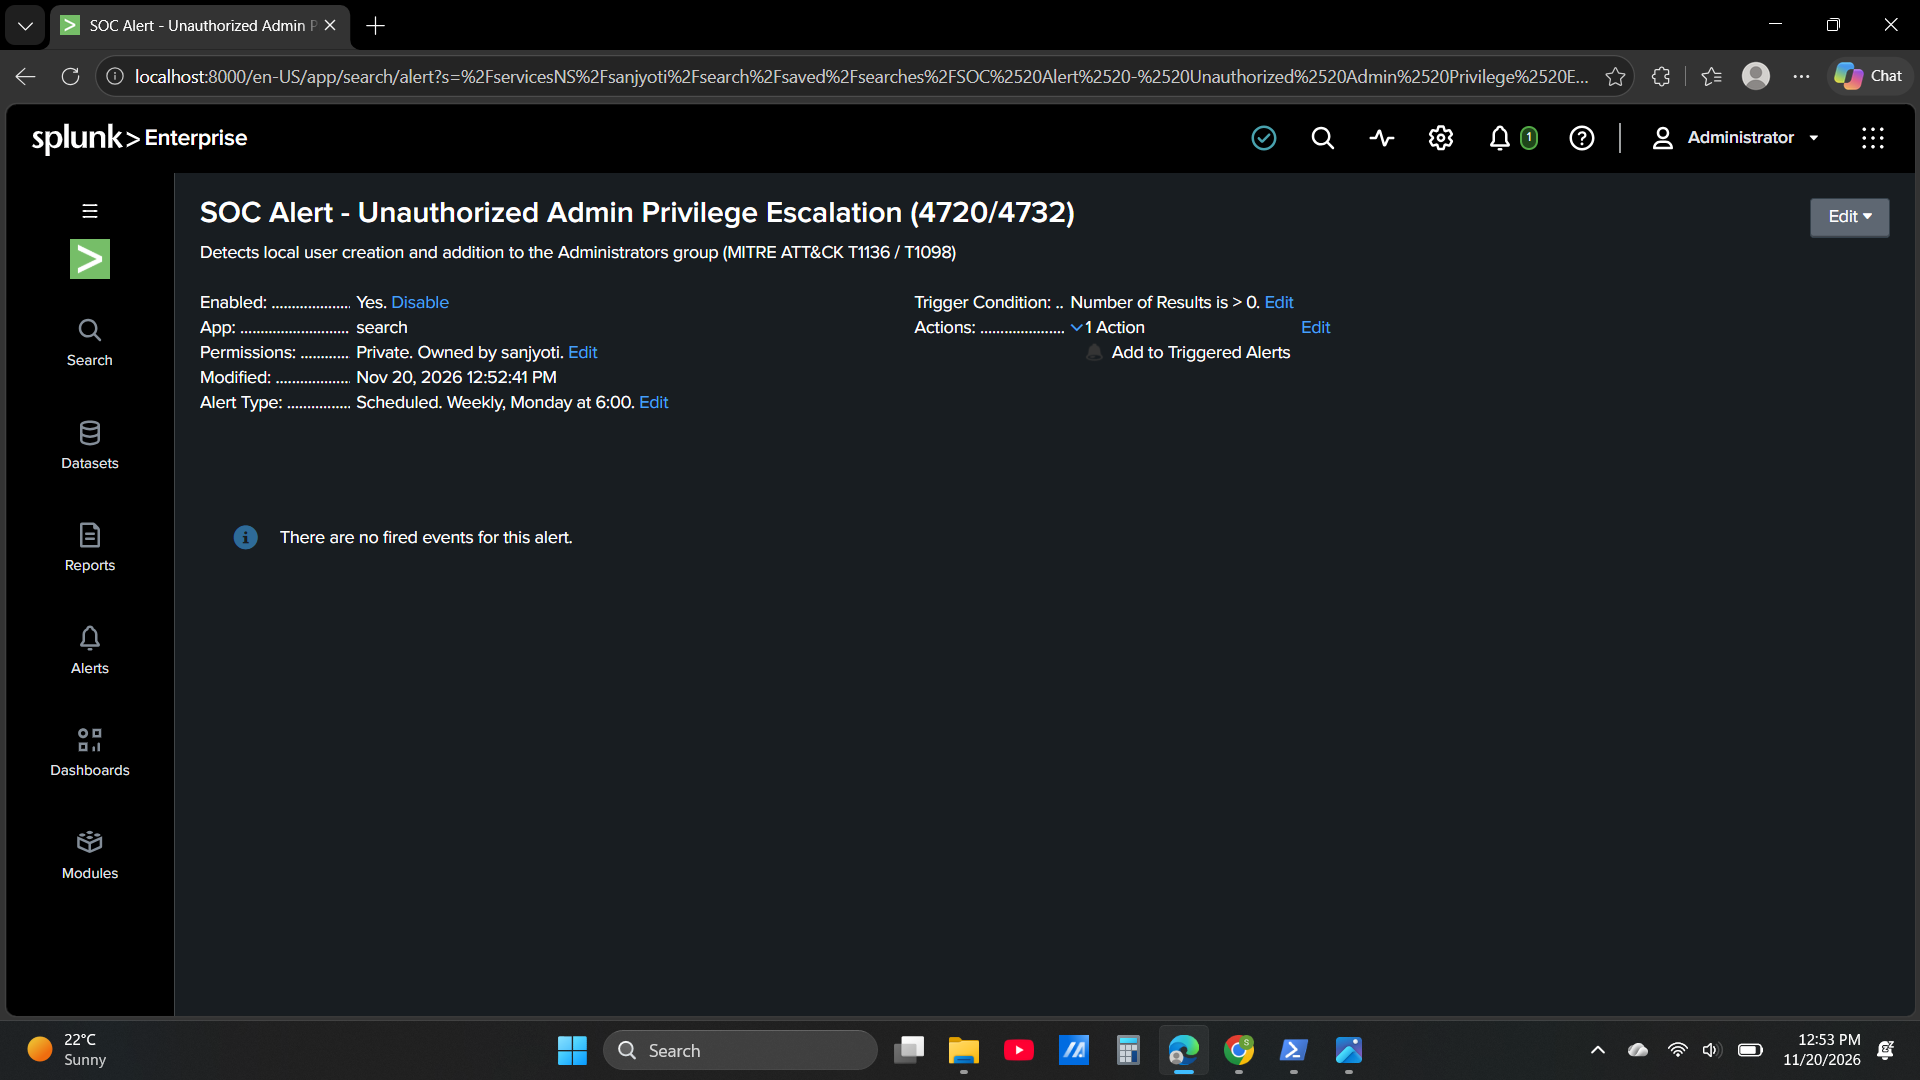 SOC Alert - Unauthorized Admin P
localhost:8000/en-US/app/search/alert?s=%2FservicesNS%2Fsanjyoti%2Fsearch%2Fsaved%2Fsearches%2FSOC%2520Alert%2520-%2520Unauthorized%2520Admin%2520Privilege%2520E...
Chat
splunk>Enterprise
1
Administrator
SOC Alert - Unauthorized Admin Privilege Escalation (4720/4732)
Edit
Detects local user creation and addition to the Administrators group (MITRE ATT&CK T1136 / T1098)
Enabled: ................... Yes. Disable
App: .......................... search
Permissions: ............ Private. Owned by sanjyoti. Edit
Modified: .................. Nov 20, 2026 12:52:41 PM
Alert Type: ............... Scheduled. Weekly, Monday at 6:00. Edit
Trigger Condition: .. Number of Results is > 0. Edit
Actions: .................... 1 Action Edit
Add to Triggered Alerts
There are no fired events for this alert.
Search
Datasets
Reports
Alerts
Dashboards
Modules
22°C
Sunny
Search
12:53 PM
11/20/2026